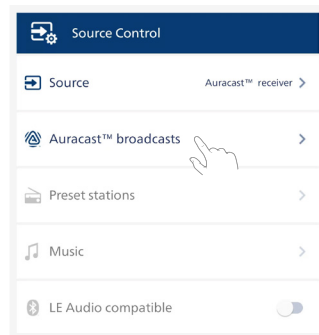 Source Control
Source Auracast™ receiver
Auracast™ broadcasts
Preset stations
Music
LE Audio compatible